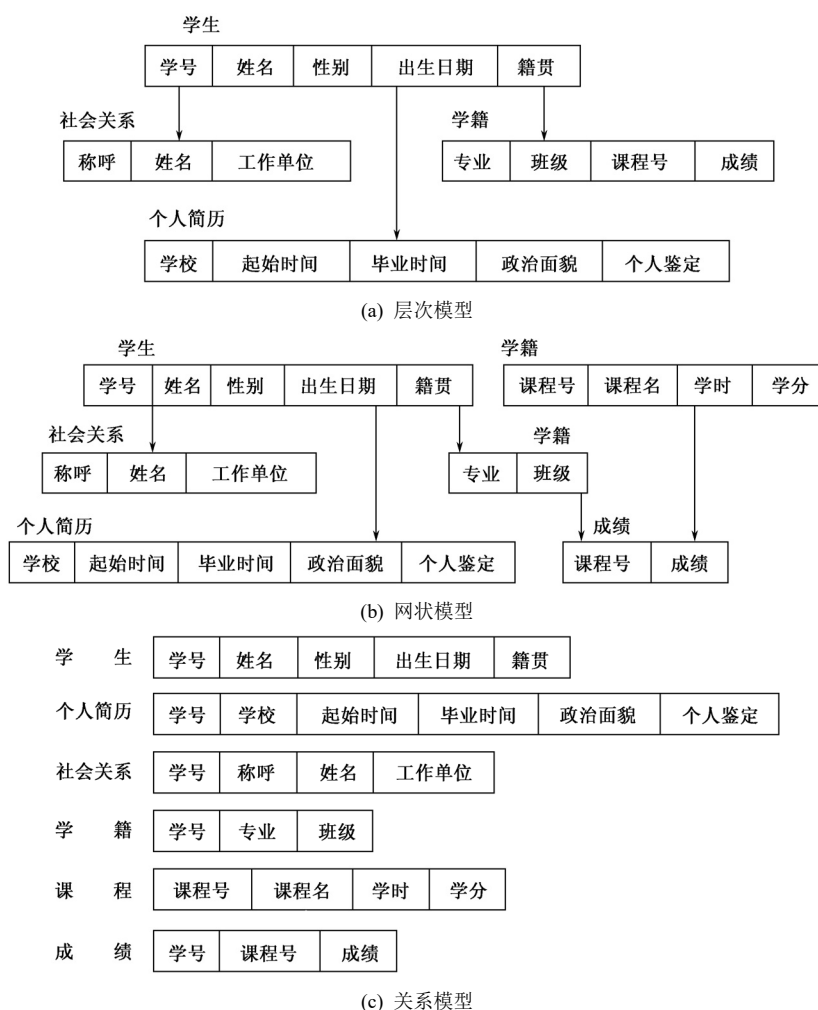 学生
学号 姓名 性别 出生日期 籍贯
社会关系 学籍
称呼 姓名 工作单位 专业 班级 课程号 成绩
个人简历
学校 起始时间 毕业时间 政治面貌 个人鉴定
(a) 层次模型
学生 学籍
学号 姓名 性别 出生日期 籍贯 课程号 课程名 学时 学分
社会关系 学籍
称呼 姓名 工作单位 专业 班级
个人简历 成绩
学校 起始时间 毕业时间 政治面貌 个人鉴定 课程号 成绩
(b) 网状模型
学 生 学号 姓名 性别 出生日期 籍贯
个人简历 学号 学校 起始时间 毕业时间 政治面貌 个人鉴定
社会关系 学号 称呼 姓名 工作单位
学 籍 学号 专业 班级
课 程 课程号 课程名 学时 学分
成 绩 学号 课程号 成绩
(c) 关系模型